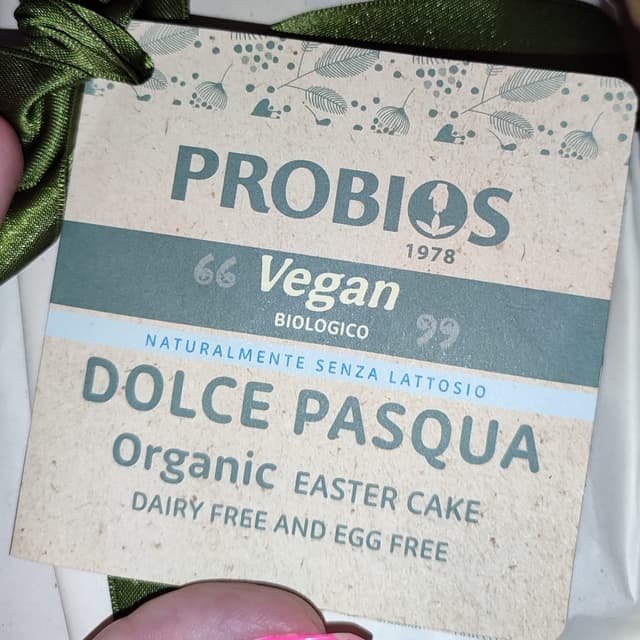 PROBIOS
1978
“ Vegan
BIOLOGICO ”
NATURALMENTE SENZA LATTOSIO
DOLCE PASQUA
Organic EASTER CAKE
DAIRY FREE AND EGG FREE